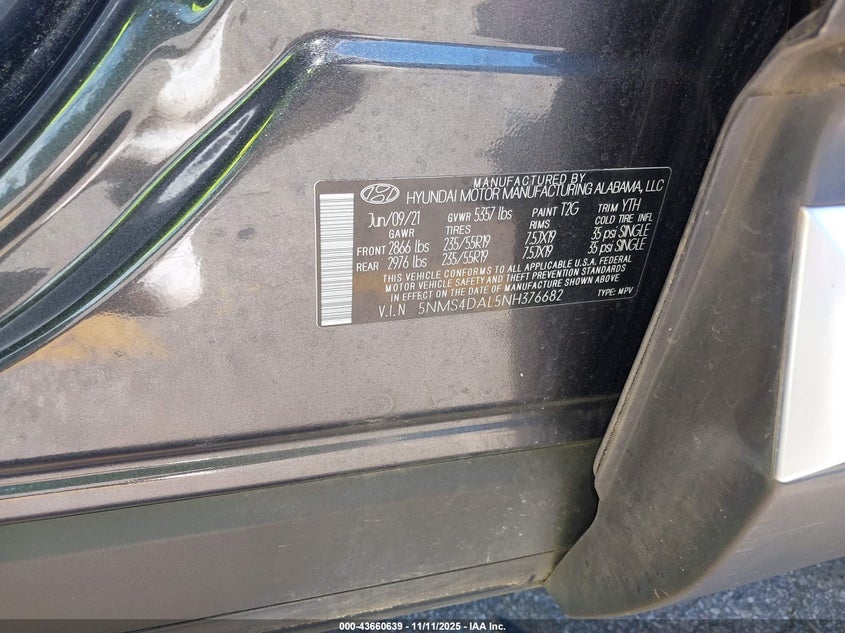 MANUFACTURED BY
HYUNDAI MOTOR MANUFACTURING ALABAMA, LLC
Jun/09/21 GVWR 5357 lbs PAINT T2G TRIM YTH
GAWR TIRES RIMS COLD TIRE INFL
FRONT 2866 lbs 235/55R19 7.5JX19 35 psi SINGLE
REAR 2976 lbs 235/55R19 7.5JX19 35 psi SINGLE
THIS VEHICLE CONFORMS TO ALL APPLICABLE U.S.A. FEDERAL
MOTOR VEHICLE SAFETY AND THEFT PREVENTION STANDARDS
IN EFFECT ON THE DATE OF MANUFACTURE SHOWN ABOVE
V.I.N 5NMS4DAL5NH376682 TYPE: MPV
000-43660639 - 11/11/2025 - IAA Inc.